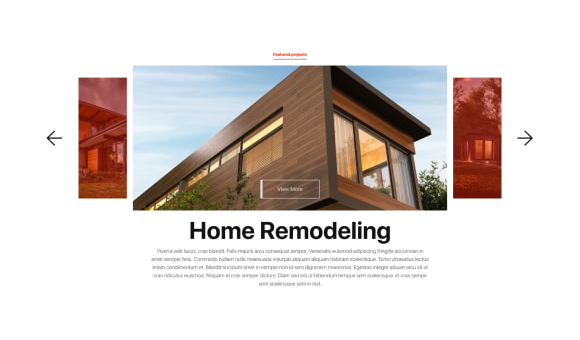 Featured projects
View More
Home Remodeling
Viverra velit lacus, cras blandit. Felis mauris arcu consequat tempor. Venenatis euismod adipiscing fringilla accumsan in
amet semper felis. Commodo nullam nulla malesuada volutpat aliquam aliquam habitant scelerisque. Tortor phasellus lectus
etiam condimentum et. Blandit tincidunt amet in semper non id sem dignissim maecenas. Egestas integer aliquet arcu sit at
cras ridiculus euismod. Aliquam id cras semper dictum. Diam sed est ut bibendum tempus sem scelerisque id cras sempe
sem scelerisque sem in nisl.